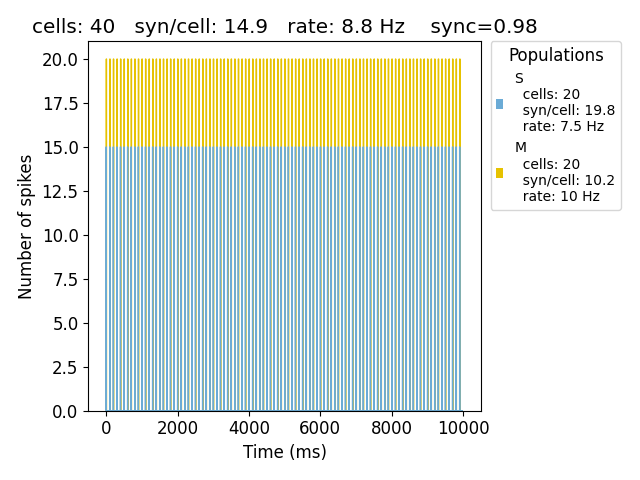 cells: 40   syn/cell: 14.9   rate: 8.8 Hz    sync=0.98
Populations
S
cells: 20
syn/cell: 19.8
rate: 7.5 Hz
M
cells: 20
syn/cell: 10.2
rate: 10 Hz
Number of spikes
20.0
17.5
15.0
12.5
10.0
7.5
5.0
2.5
0.0
0 2000 4000 6000 8000 10000
Time (ms)